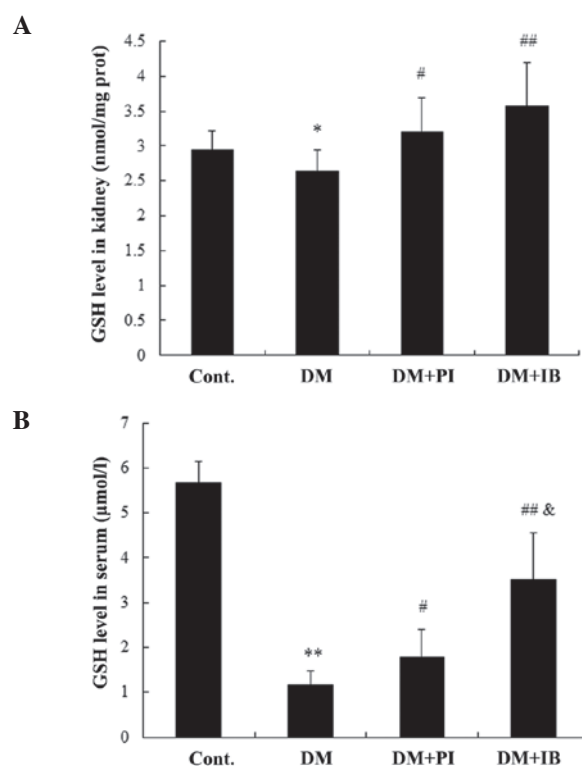 A
GSH level in kidney (nmol/mg prot)
4.5
4
3.5
3
2.5
2
1.5
1
0.5
0
*
#
##
Cont.
DM
DM+PI
DM+IB
B
GSH level in serum (µmol/l)
7
6
5
4
3
2
1
0
**
#
## &
Cont.
DM
DM+PI
DM+IB